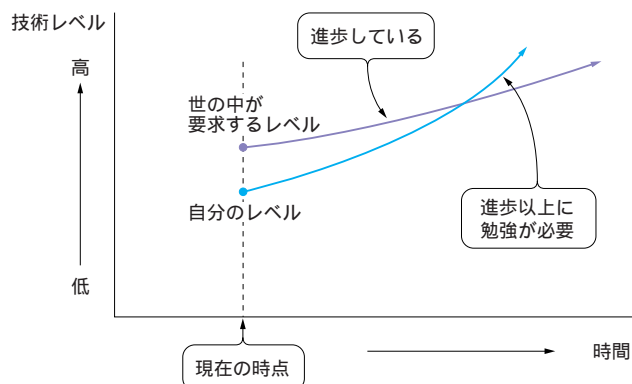 技術レベル
進歩している
高
世の中が
要求するレベル
自分のレベル
進歩以上に
勉強が必要
低
現在の時点
時間